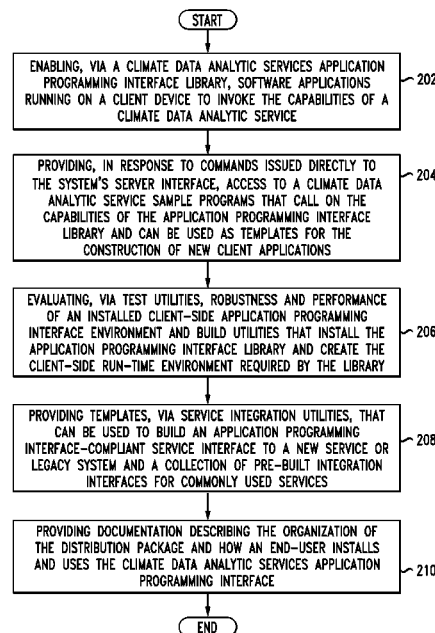 START
ENABLING, VIA A CLIMATE DATA ANALYTIC SERVICES APPLICATION
PROGRAMMING INTERFACE LIBRARY, SOFTWARE APPLICATIONS
RUNNING ON A CLIENT DEVICE TO INVOKE THE CAPABILITIES OF
A CLIMATE DATA ANALYTIC SERVICE
202
PROVIDING, IN RESPONSE TO COMMANDS ISSUED DIRECTLY TO
THE SYSTEM'S SERVER INTERFACE, ACCESS TO A CLIMATE DATA
ANALYTIC SERVICE SAMPLE PROGRAMS THAT CALL ON THE
CAPABILITIES OF THE APPLICATION PROGRAMMING INTERFACE
LIBRARY AND CAN BE USED AS TEMPLATES FOR THE
CONSTRUCTION OF NEW CLIENT APPLICATIONS
204
EVALUATING, VIA TEST UTILITIES, ROBUSTNESS AND PERFORMANCE
OF AN INSTALLED CLIENT-SIDE APPLICATION PROGRAMMING
INTERFACE ENVIRONMENT AND BUILD UTILITIES THAT INSTALL THE
APPLICATION PROGRAMMING INTERFACE LIBRARY AND CREATE THE
CLIENT-SIDE RUN-TIME ENVIRONMENT REQUIRED BY THE LIBRARY
206
PROVIDING TEMPLATES, VIA SERVICE INTEGRATION UTILITIES, THAT
CAN BE USED TO BUILD AN APPLICATION PROGRAMMING
INTERFACE-COMPLIANT SERVICE INTERFACE TO A NEW SERVICE OR
LEGACY SYSTEM AND A COLLECTION OF PRE-BUILT INTEGRATION
INTERFACES FOR COMMONLY USED SERVICES
208
PROVIDING DOCUMENTATION DESCRIBING THE ORGANIZATION OF
THE DISTRIBUTION PACKAGE AND HOW AN END-USER INSTALLS
AND USES THE CLIMATE DATA ANALYTIC SERVICES APPLICATION
PROGRAMMING INTERFACE
210
END